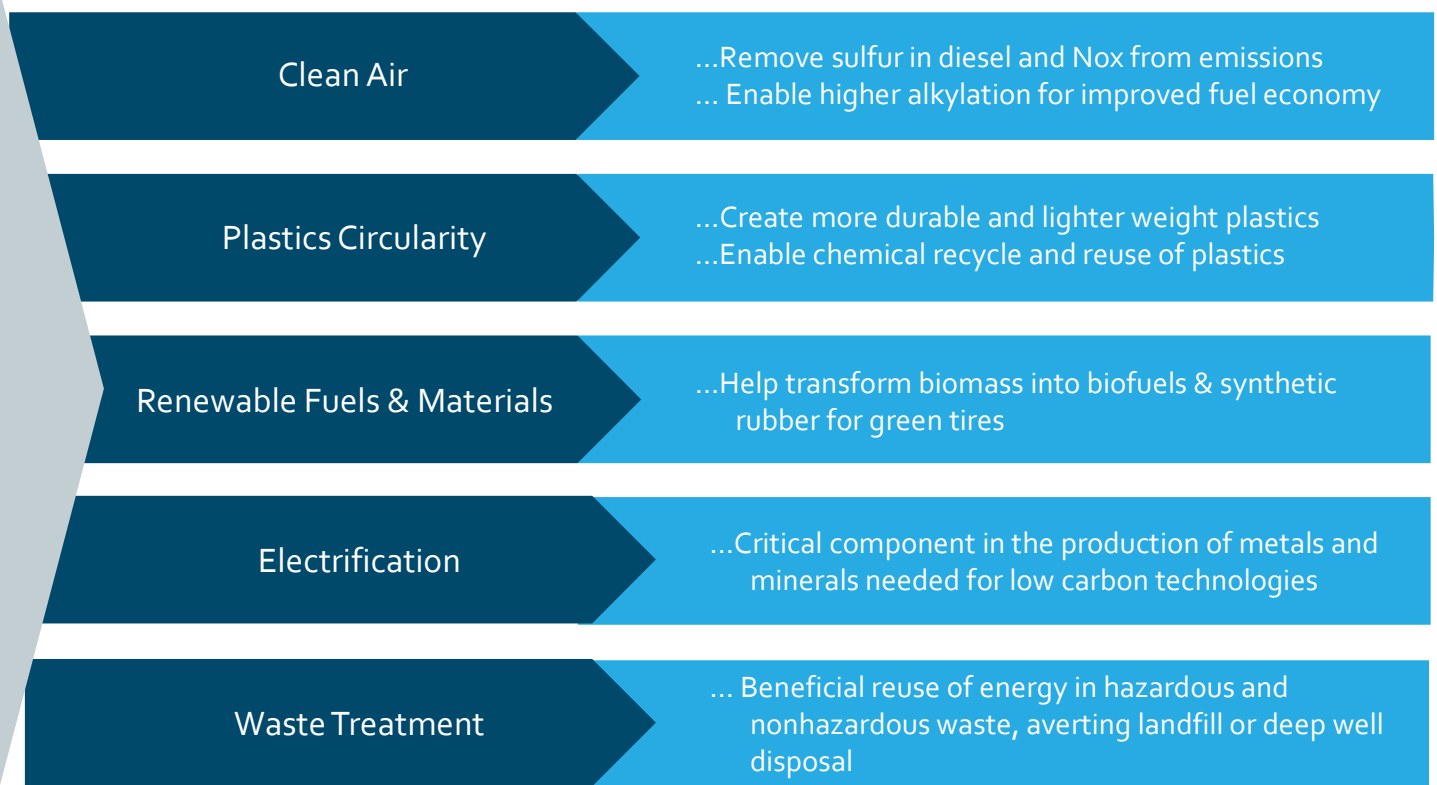 Clean Air
...Remove sulfur in diesel and Nox from emissions
... Enable higher alkylation for improved fuel economy
Plastics Circularity
...Create more durable and lighter weight plastics
...Enable chemical recycle and reuse of plastics
Renewable Fuels & Materials
...Help transform biomass into biofuels & synthetic
rubber for green tires
Electrification
...Critical component in the production of metals and
minerals needed for low carbon technologies
Waste Treatment
... Beneficial reuse of energy in hazardous and
nonhazardous waste, averting landfill or deep well
disposal